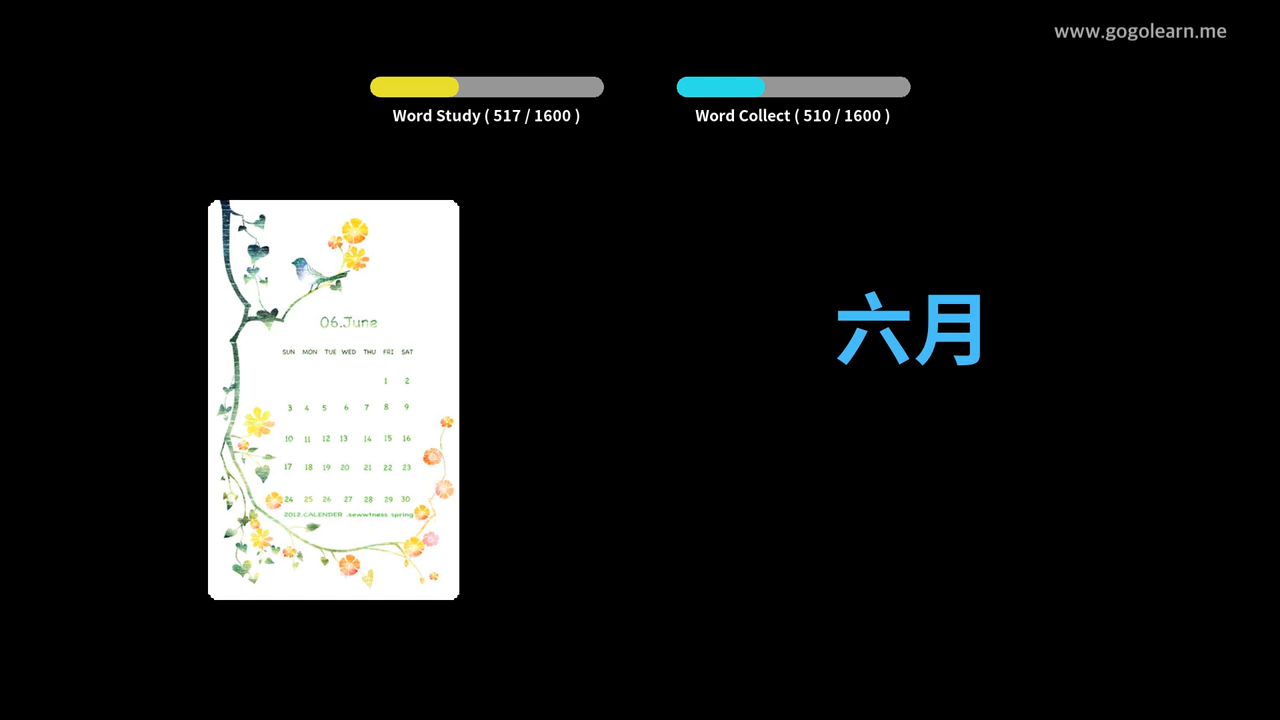 www.gogolearn.me
Word Study ( 517 / 1600 )
Word Collect ( 510 / 1600 )
六月
06.June
SUN MON TUE WED THU FRI SAT
1 2
3 4 5 6 7 8 9
10 11 12 13 14 15 16
17 18 19 20 21 22 23
24 25 26 27 28 29 30
2012.CALENDER .sewwtness spring